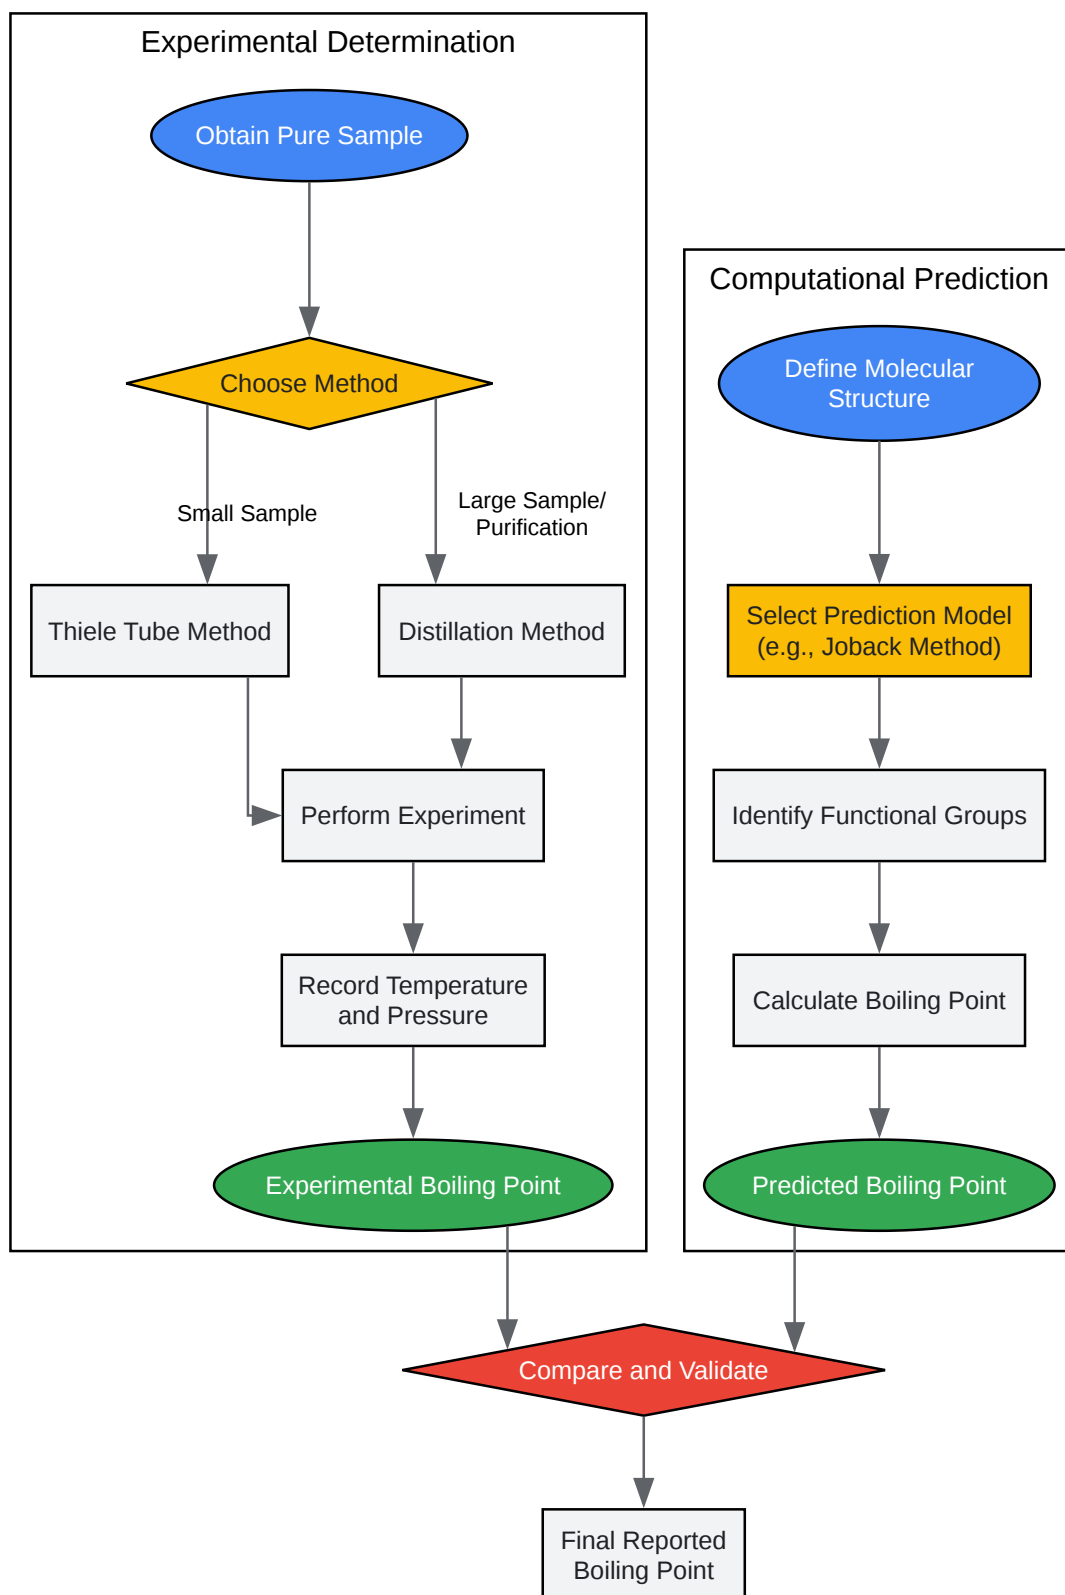 Experimental Determination
Obtain Pure Sample
Choose Method
Small Sample
Large Sample/
Purification
Thiele Tube Method
Distillation Method
Perform Experiment
Record Temperature
and Pressure
Experimental Boiling Point
Computational Prediction
Define Molecular
Structure
Select Prediction Model
(e.g., Joback Method)
Identify Functional Groups
Calculate Boiling Point
Predicted Boiling Point
Compare and Validate
Final Reported
Boiling Point